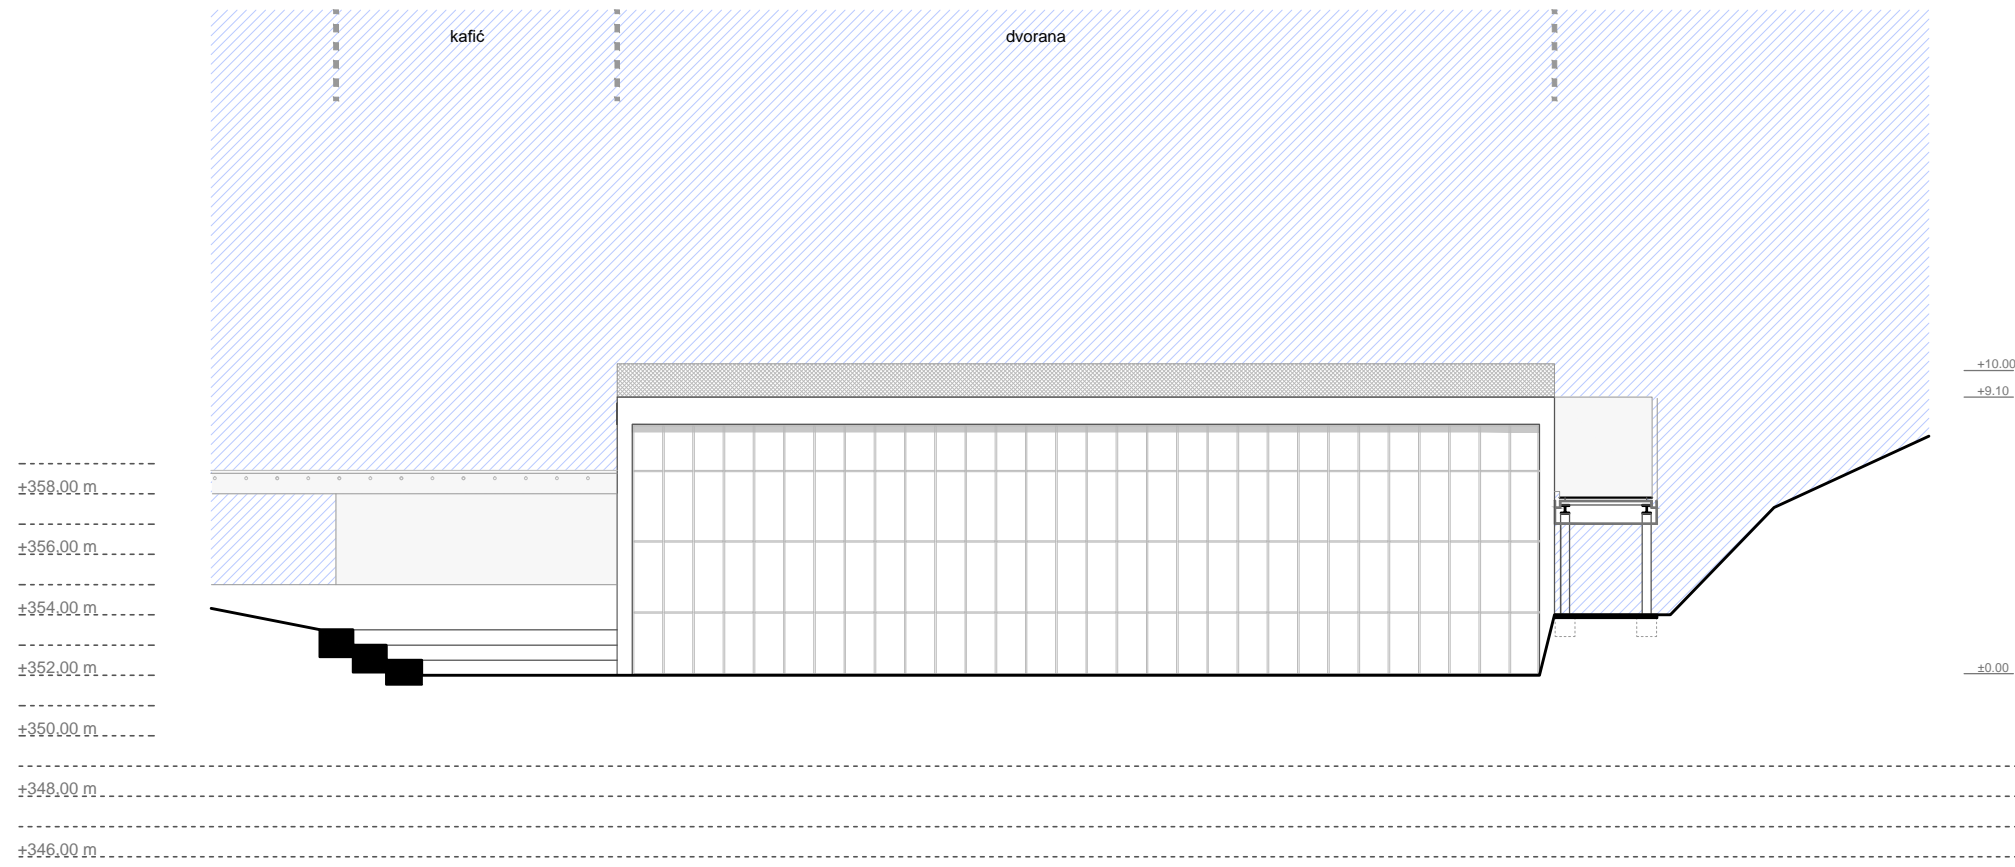 kafić
dvorana
+10.00
+9.10
+358,00 m
+356,00 m
+354,00 m
+352,00 m
±0.00
+350,00 m
+348,00 m
+346,00 m